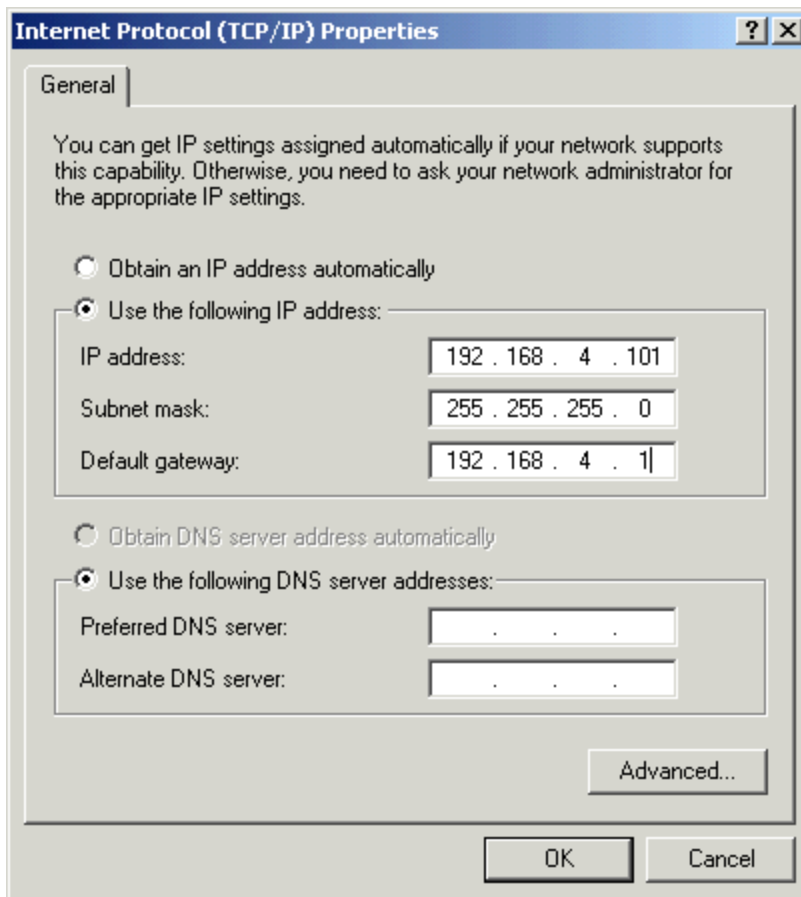 Internet Protocol (TCP/IP) Properties
General
You can get IP settings assigned automatically if your network supports
this capability. Otherwise, you need to ask your network administrator for
the appropriate IP settings.
Obtain an IP address automatically
Use the following IP address:
IP address: 192 . 168 . 4 . 101
Subnet mask: 255 . 255 . 255 . 0
Default gateway: 192 . 168 . 4 . 1
Obtain DNS server address automatically
Use the following DNS server addresses:
Preferred DNS server: . . .
Alternate DNS server: . . .
Advanced...
OK Cancel